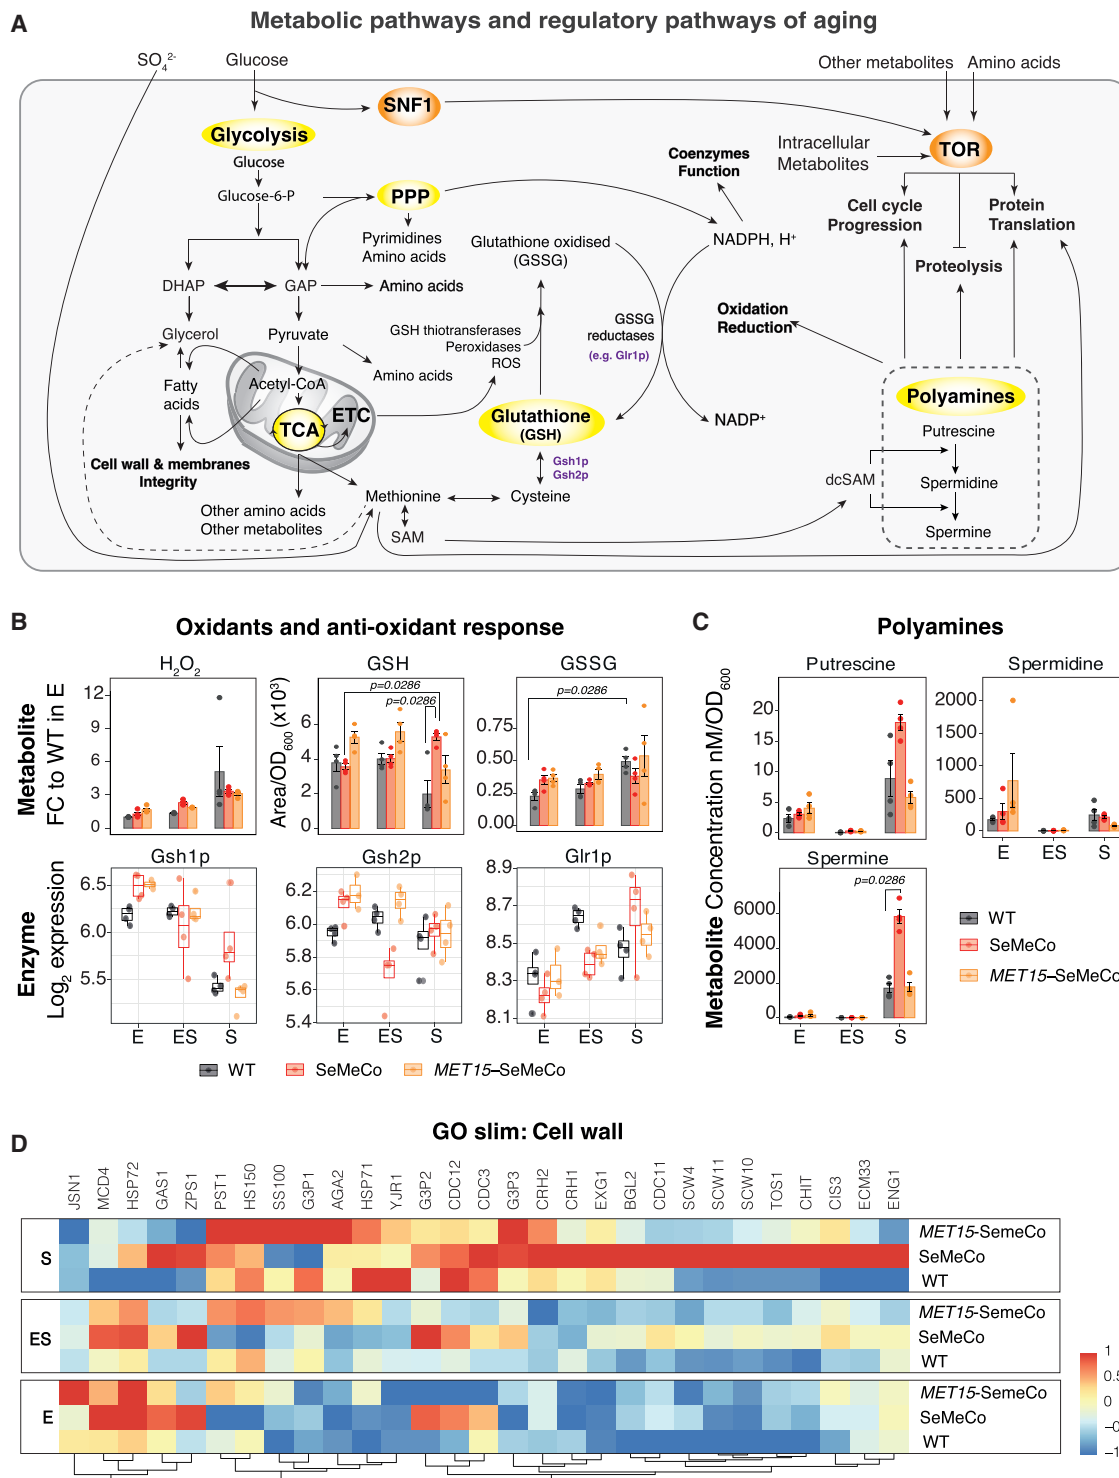 A
Metabolic pathways and regulatory pathways of aging
SO₄²⁻
Glucose
Other metabolites
Amino acids
SNF1
Glycolysis
TOR
Intracellular
Metabolites
Coenzymes
Function
Glucose
Glucose-6-P
PPP
Cell cycle
Progression
Protein
Translation
Pyrimidines
Amino acids
Glutathione oxidised
(GSSG)
NADPH, H⁺
Proteolysis
DHAP
GAP
Amino acids
Oxidation
Reduction
GSH thiotransferases
Peroxidases
ROS
GSSG
reductases
(e.g. Glr1p)
Glycerol
Pyruvate
Amino acids
Fatty
acids
Acetyl-CoA
ETC
TCA
Glutathione
(GSH)
NADP⁺
Polyamines
Putrescine
Cell wall & membranes
Integrity
Gsh1p
Gsh2p
dcSAM
Spermidine
Other amino acids
Other metabolites
Methionine
Cysteine
SAM
Spermine
B
Oxidants and anti-oxidant response
Metabolite
FC to WT in E
H₂O₂
12
9
6
3
0
Area/OD₆₀₀ (x10³)
GSH
p=0.0286
p=0.0286
6
4
2
0
GSSG
p=0.0286
0.75
0.50
0.25
0.00
Enzyme
Log₂ expression
Gsh1p
6.5
6.0
5.5
E ES S
Gsh2p
6.2
6.0
5.8
5.6
5.4
E ES S
Glr1p
8.9
8.7
8.5
8.3
8.1
E ES S
WT
SeMeCo
MET15–SeMeCo
C
Polyamines
Metabolite Concentration nM/OD₆₀₀
Putrescine
20
15
10
5
0
Spermidine
2000
1500
1000
500
0
E ES S
Spermine
p=0.0286
6000
4000
2000
0
E ES S
WT
SeMeCo
MET15–SeMeCo
D
GO slim: Cell wall
JSN1 MCD4 HSP72 GAS1 ZPS1 PST1 HS150 SS100 G3P1 AGA2 HSP71 YJR1 G3P2 CDC12 CDC3 G3P3 CRH2 CRH1 EXG1 BGL2 CDC11 SCW4 SCW11 SCW10 TOS1 CHIT CIS3 ECM33 ENG1
S
MET15-SemeCo
SeMeCo
WT
ES
MET15-SemeCo
SeMeCo
WT
E
MET15-SemeCo
SeMeCo
WT
1
0.5
0
−0
−1